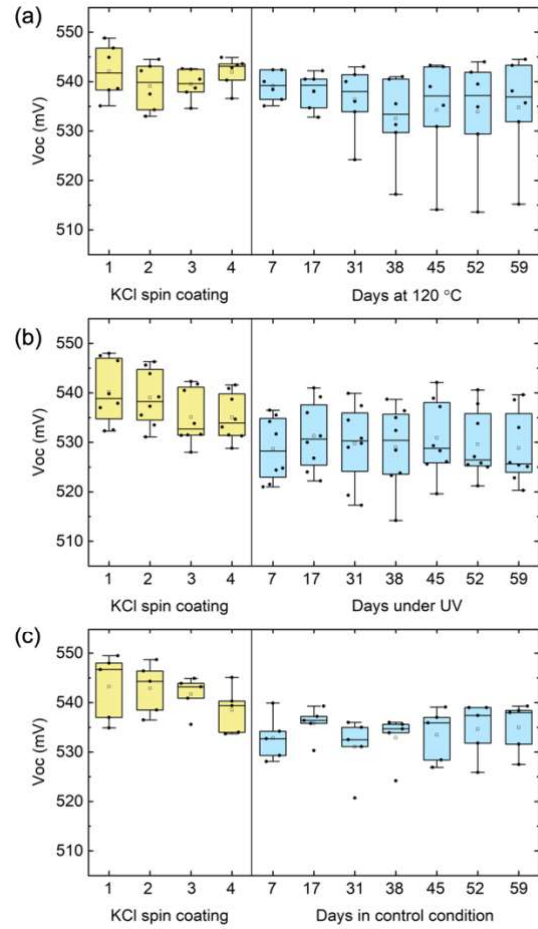 (a)
550
540
530
520
510
Voc (mV)
1 2 3 4 7 17 31 38 45 52 59
KCl spin coating Days at 120 °C
(b)
550
540
530
520
510
Voc (mV)
1 2 3 4 7 17 31 38 45 52 59
KCl spin coating Days under UV
(c)
550
540
530
520
510
Voc (mV)
1 2 3 4 7 17 31 38 45 52 59
KCl spin coating Days in control condition